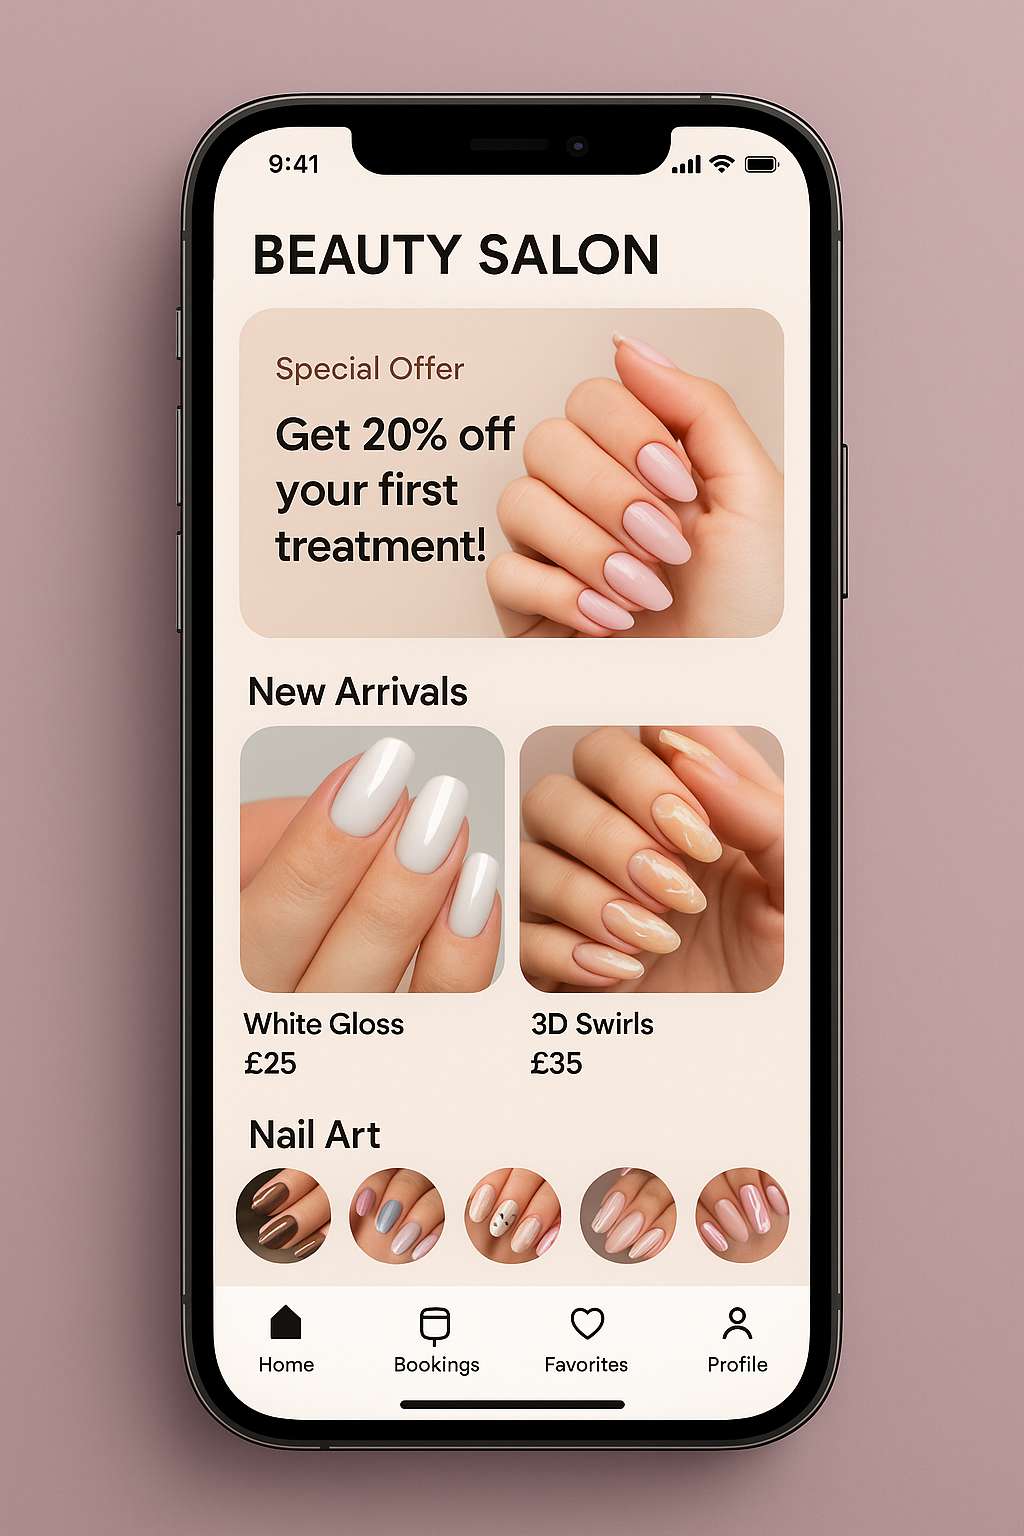 9:41
BEAUTY SALON
Special Offer
Get 20% off
your first
treatment!
New Arrivals
White Gloss
£25
3D Swirls
£35
Nail Art
Home
Bookings
Favorites
Profile